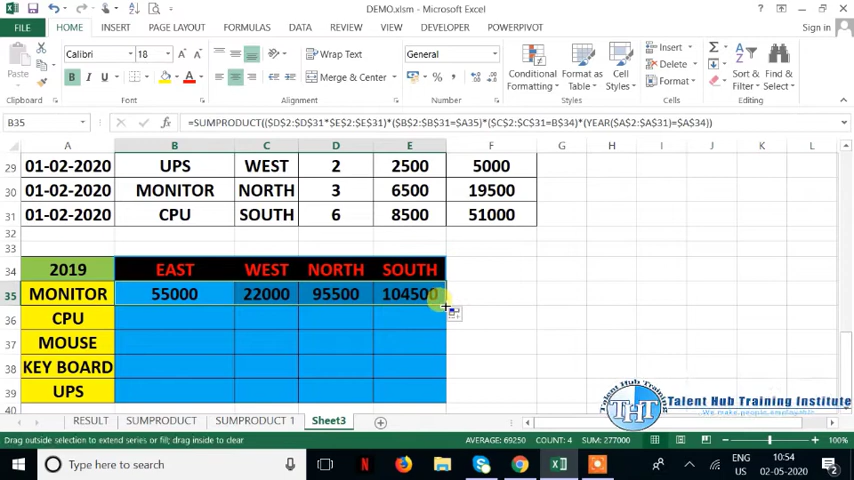 DEMO.xlsm - Microsoft Excel
FILE HOME INSERT PAGE LAYOUT FORMULAS DATA REVIEW VIEW DEVELOPER POWERPIVOT Sign in
Paste Calibri 18 Wrap Text General Insert
Merge & Center Delete
Conditional Formatting Format as Table Cell Styles Format Sort & Filter Find & Select
Clipboard Font Alignment Number Styles Cells Editing
B35 =SUMPRODUCT(($D$2:$D$31*$E$2:$E$31)*($B$2:$B$31=$A35)*($C$2:$C$31=B$34)*(YEAR($A$2:$A$31)=$A$34))
A B C D E F G H I J K L
29 01-02-2020 UPS WEST 2 2500 5000
30 01-02-2020 MONITOR NORTH 3 6500 19500
31 01-02-2020 CPU SOUTH 6 8500 51000
32
33
34 2019 EAST WEST NORTH SOUTH
35 MONITOR 55000 22000 95500 104500
36 CPU
37 MOUSE
38 KEY BOARD
39 UPS
40
THT Talent Hub Training Institute
We make people employable
RESULT SUMPRODUCT SUMPRODUCT 1 Sheet3
Drag outside selection to extend series or fill; drag inside to clear AVERAGE: 69250 COUNT: 4 SUM: 277000 100%
Type here to search ENG US 10:54 02-05-2020 2